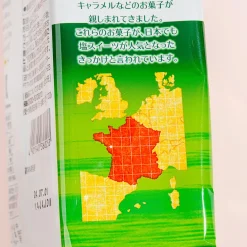 キャラメルなどのお菓子が
親しまれてきました。
これらのお菓子が、日本でも
塩スイーツが人気となった
きっかけと言われています。